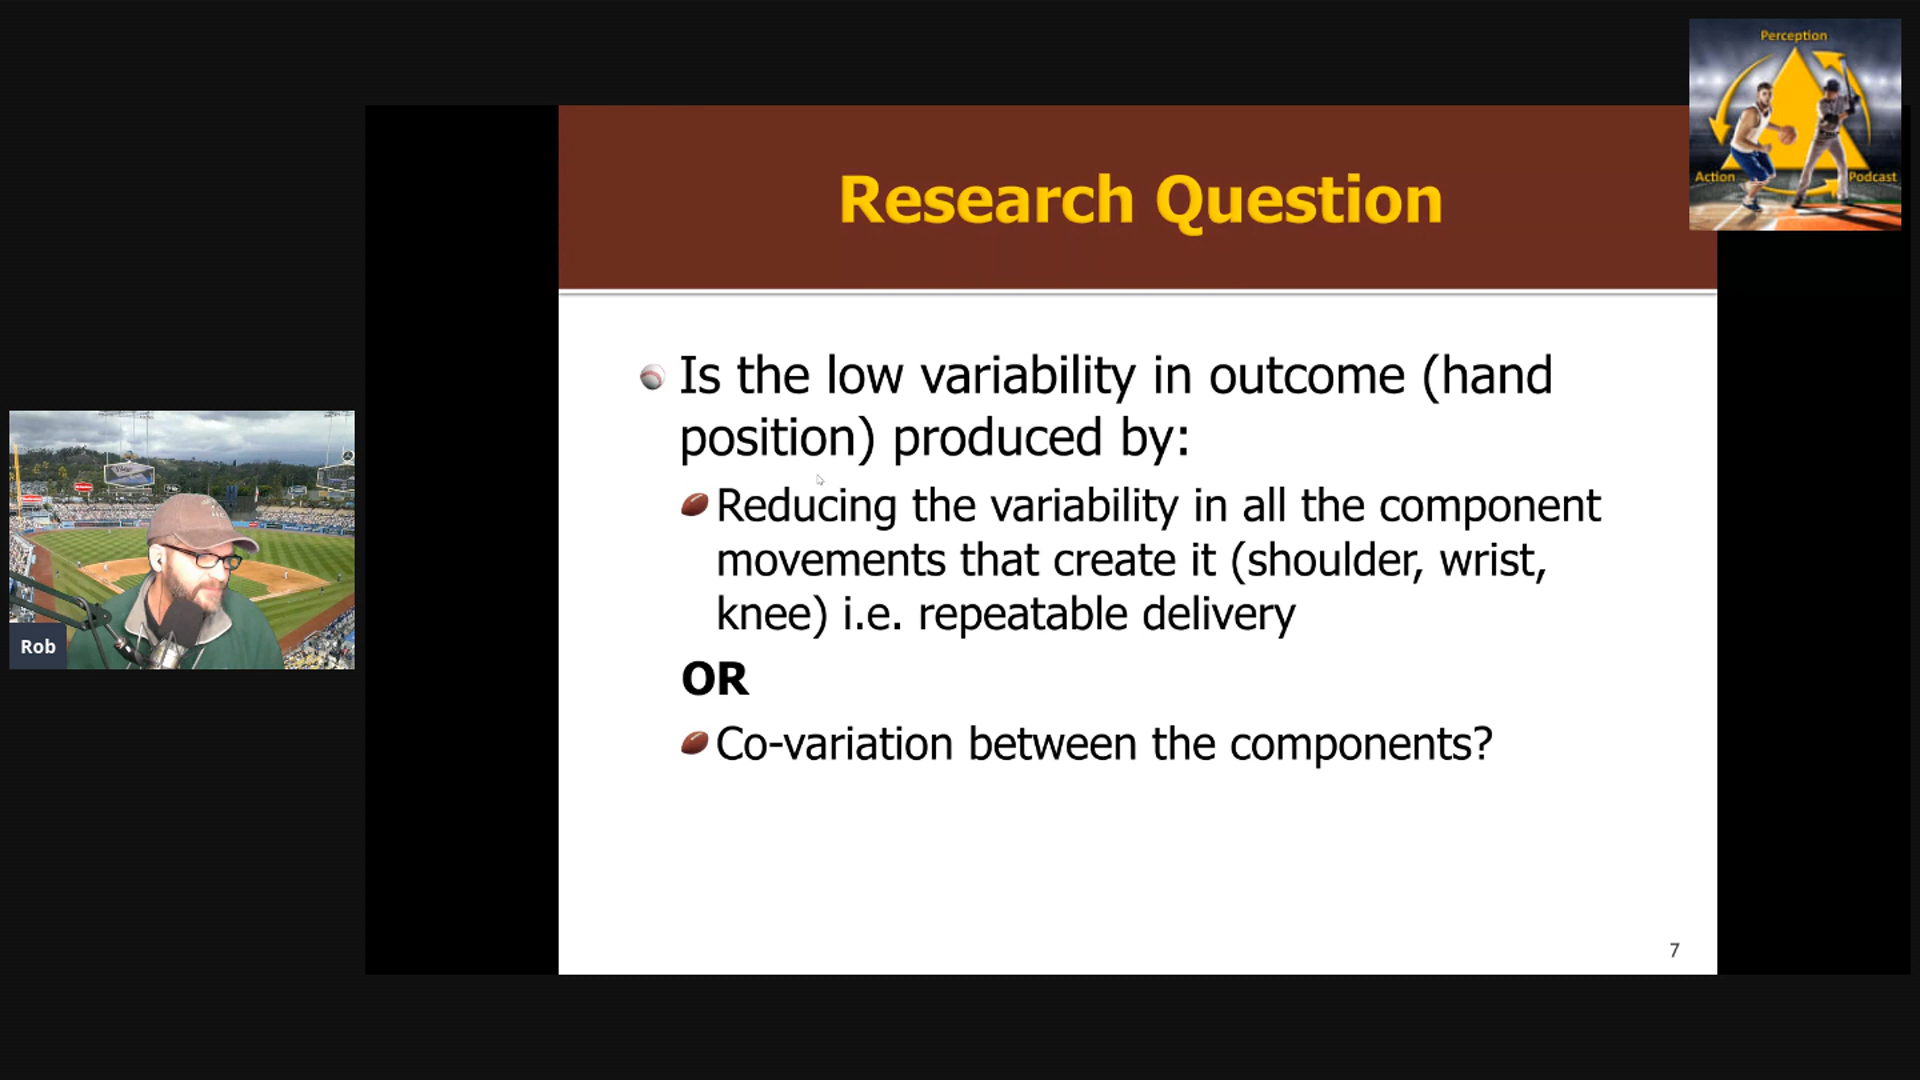 Perception
Action
Podcast
Research Question
Is the low variability in outcome (hand
position) produced by:
Reducing the variability in all the component
movements that create it (shoulder, wrist,
knee) i.e. repeatable delivery
OR
Co-variation between the components?
7
Rob